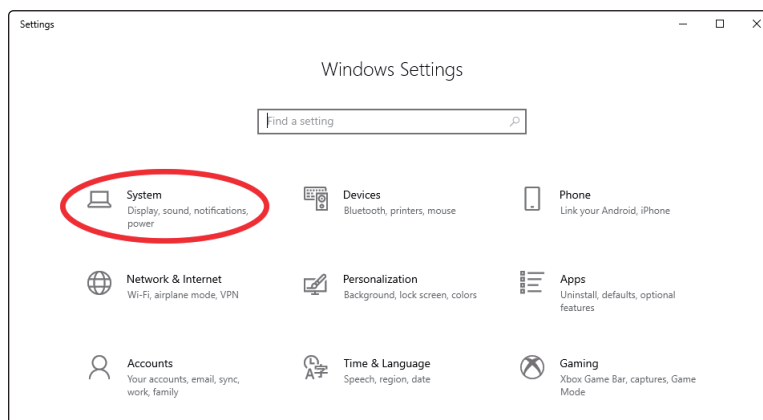 Settings
Windows Settings
Find a setting
System
Display, sound, notifications,
power
Devices
Bluetooth, printers, mouse
Phone
Link your Android, iPhone
Network & Internet
Wi-Fi, airplane mode, VPN
Personalization
Background, lock screen, colors
Apps
Uninstall, defaults, optional
features
Accounts
Your accounts, email, sync,
work, family
Time & Language
Speech, region, date
Gaming
Xbox Game Bar, captures, Game
Mode